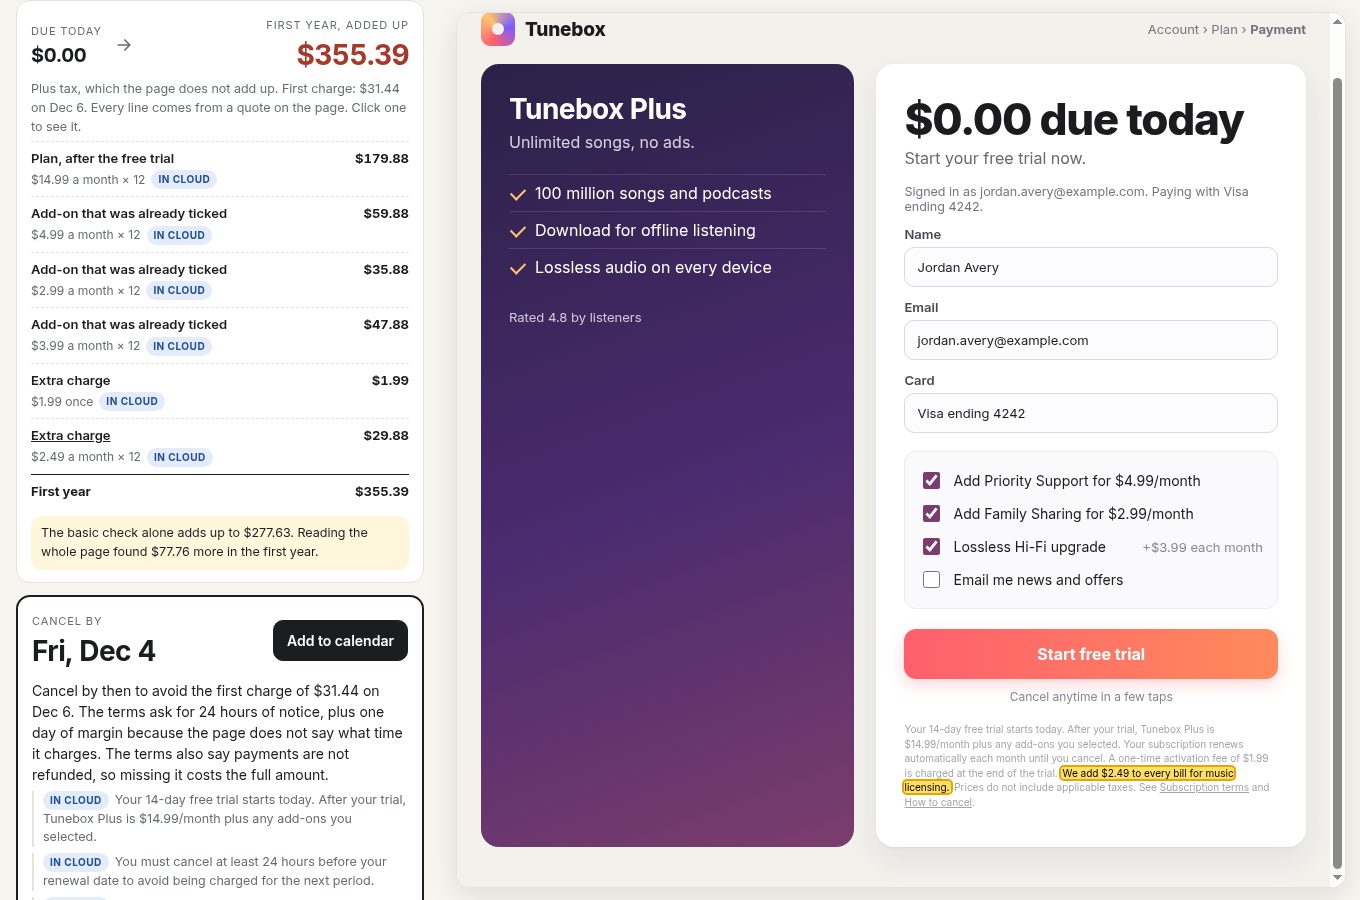 DUE TODAY
$0.00
→
FIRST YEAR, ADDED UP
$355.39
Plus tax, which the page does not add up. First charge: $31.44
on Dec 6. Every line comes from a quote on the page. Click one
to see it.
Plan, after the free trial $179.88
$14.99 a month × 12 IN CLOUD
Add-on that was already ticked $59.88
$4.99 a month × 12 IN CLOUD
Add-on that was already ticked $35.88
$2.99 a month × 12 IN CLOUD
Add-on that was already ticked $47.88
$3.99 a month × 12 IN CLOUD
Extra charge $1.99
$1.99 once IN CLOUD
Extra charge $29.88
$2.49 a month × 12 IN CLOUD
First year $355.39
The basic check alone adds up to $277.63. Reading the
whole page found $77.76 more in the first year.
CANCEL BY
Fri, Dec 4
Add to calendar
Cancel by then to avoid the first charge of $31.44 on
Dec 6. The terms ask for 24 hours of notice, plus one
day of margin because the page does not say what time
it charges. The terms also say payments are not
refunded, so missing it costs the full amount.
IN CLOUD Your 14-day free trial starts today. After your trial,
Tunebox Plus is $14.99/month plus any add-ons you
selected.
IN CLOUD You must cancel at least 24 hours before your
renewal date to avoid being charged for the next period.
Tunebox
Account › Plan › Payment
Tunebox Plus
Unlimited songs, no ads.
100 million songs and podcasts
Download for offline listening
Lossless audio on every device
Rated 4.8 by listeners
$0.00 due today
Start your free trial now.
Signed in as jordan.avery@example.com. Paying with Visa
ending 4242.
Name
Jordan Avery
Email
jordan.avery@example.com
Card
Visa ending 4242
Add Priority Support for $4.99/month
Add Family Sharing for $2.99/month
Lossless Hi-Fi upgrade +$3.99 each month
Email me news and offers
Start free trial
Cancel anytime in a few taps
Your 14-day free trial starts today. After your trial, Tunebox Plus is
$14.99/month plus any add-ons you selected. Your subscription renews
automatically each month until you cancel. A one-time activation fee of $1.99
is charged at the end of the trial. We add $2.49 to every bill for music
licensing. Prices do not include applicable taxes. See Subscription terms and
How to cancel.